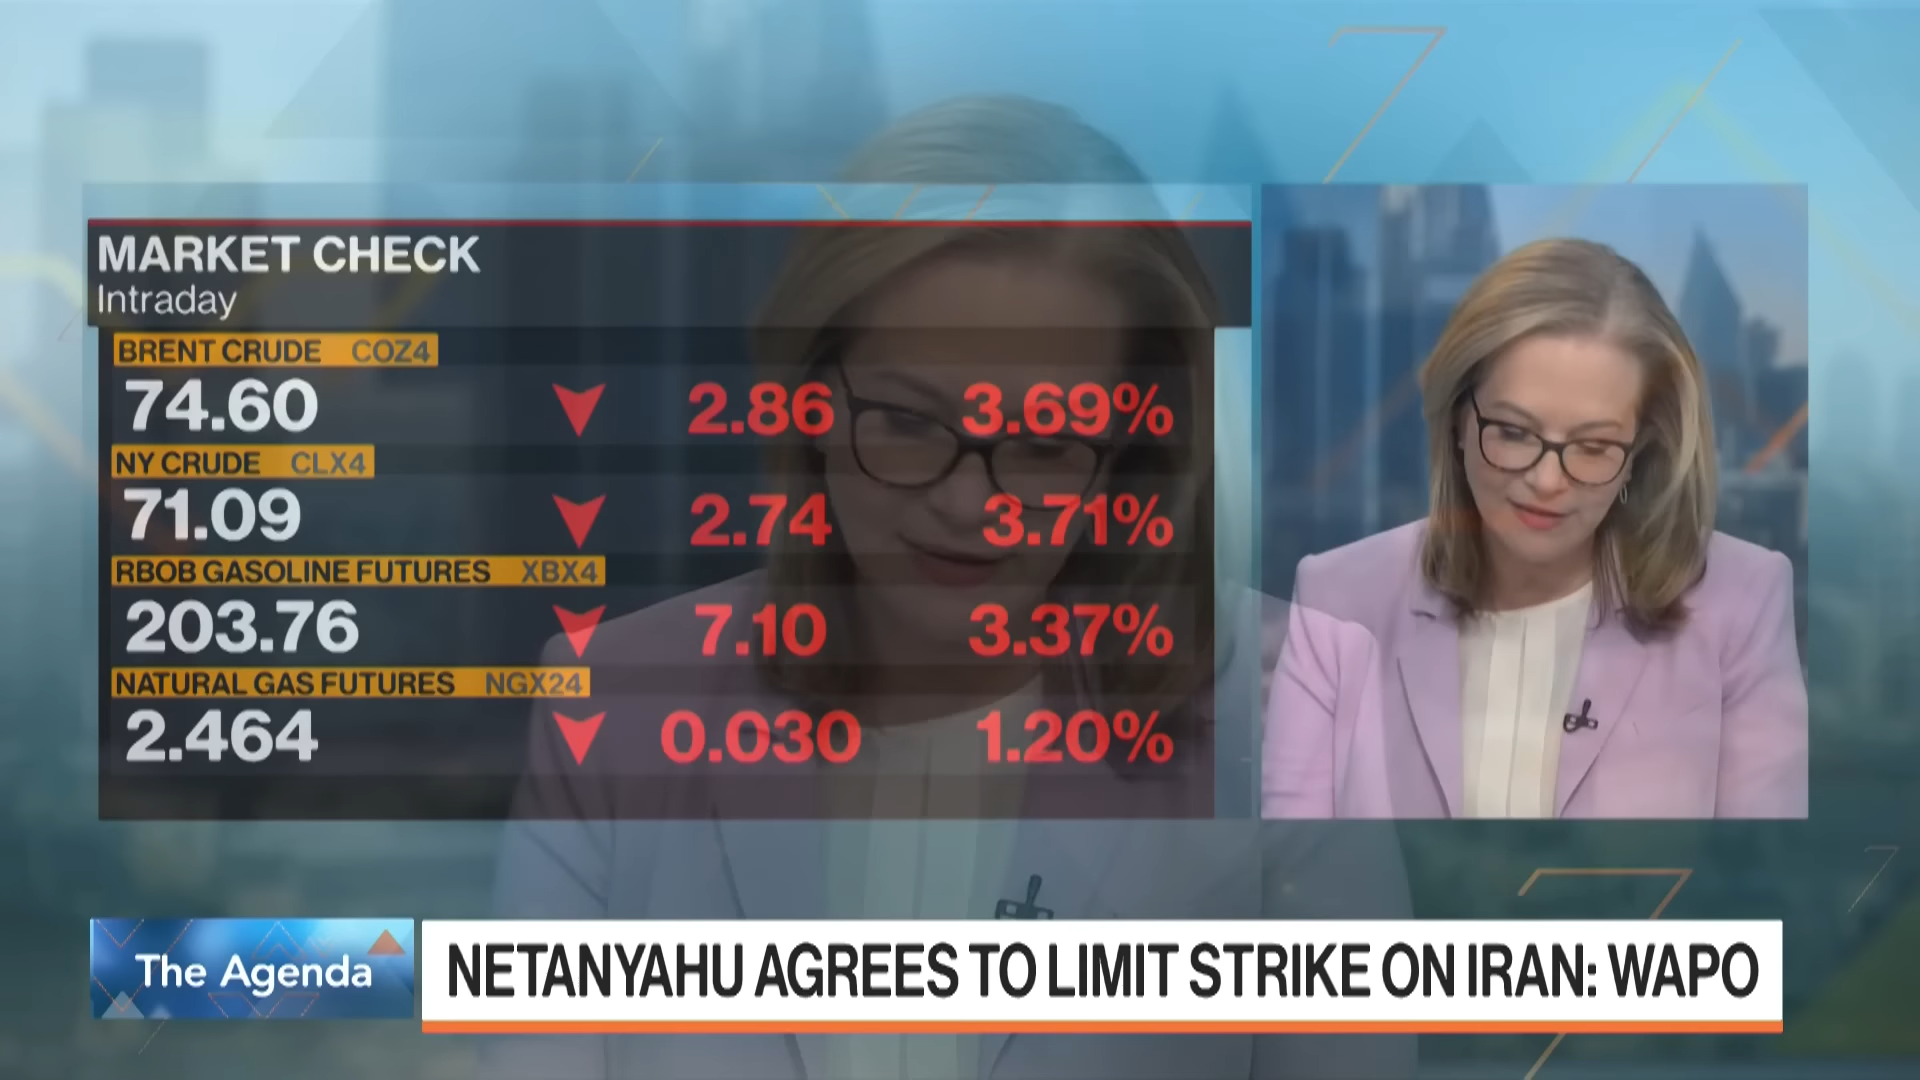 MARKET CHECK
Intraday
BRENT CRUDE COZ4
74.60 2.86 3.69%
NY CRUDE CLX4
71.09 2.74 3.71%
RBOB GASOLINE FUTURES XBX4
203.76 7.10 3.37%
NATURAL GAS FUTURES NGX24
2.464 0.030 1.20%
The Agenda
NETANYAHU AGREES TO LIMIT STRIKE ON IRAN: WAPO